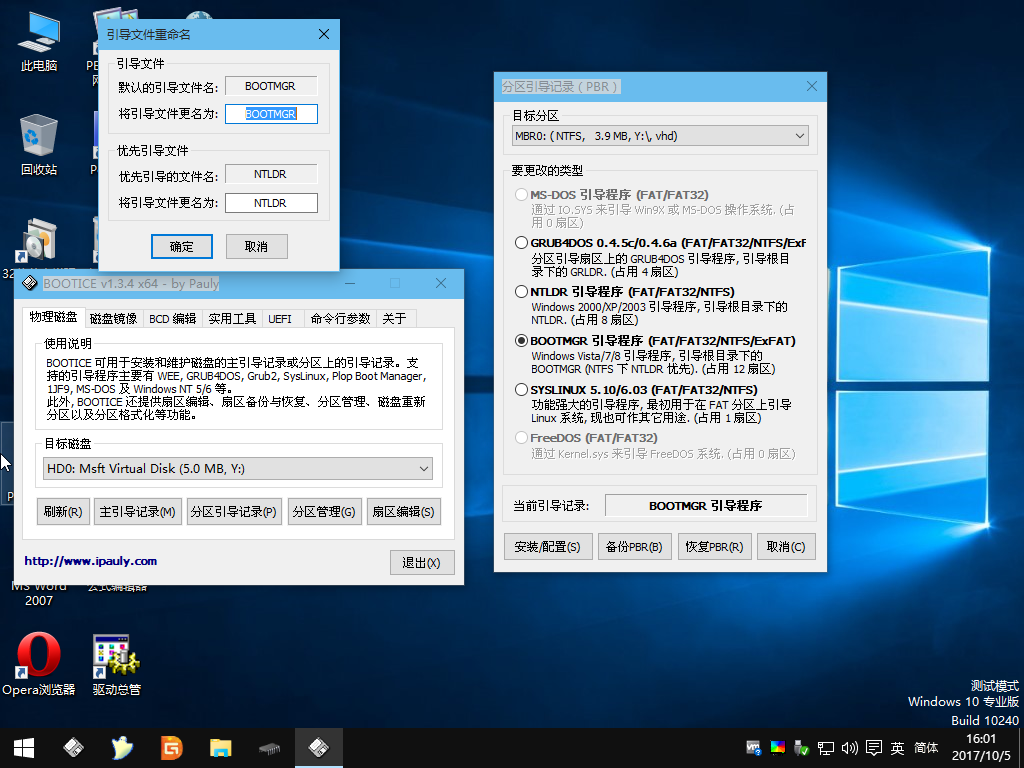 引导文件重命名
引导文件
默认的引导文件名: BOOTMGR
将引导文件更名为: BOOTMGR
优先引导文件
优先引导的文件名: NTLDR
将引导文件更名为: NTLDR
确定 取消
此电脑
回收站
分区引导记录 ( PBR )
目标分区
MBR0: ( NTFS, 3.9 MB, Y:\, vhd)
要更改的类型
MS-DOS 引导程序 (FAT/FAT32)
通过 IO.SYS 来引导 Win9X 或 MS-DOS 操作系统. (占
用 0 扇区)
GRUB4DOS 0.4.5c/0.4.6a (FAT/FAT32/NTFS/ExF
分区引导扇区上的 GRUB4DOS 引导程序, 引导根目
录下的 GRLDR. (占用 4 扇区)
NTLDR 引导程序 (FAT/FAT32/NTFS)
Windows 2000/XP/2003 引导程序, 引导根目录下的
NTLDR. (占用 8 扇区)
BOOTMGR 引导程序 (FAT/FAT32/NTFS/ExFAT)
Windows Vista/7/8 引导程序, 引导根目录下的
BOOTMGR (NTFS 下 NTLDR 优先). (占用 12 扇区)
SYSLINUX 5.10/6.03 (FAT/FAT32/NTFS)
功能强大的引导程序, 最初用于在 FAT 分区上引导
Linux 系统, 现也可作其它用途. (占用 1 扇区)
FreeDOS (FAT/FAT32)
通过 Kernel.sys 来引导 FreeDOS 系统. (占用 0 扇区)
当前引导记录: BOOTMGR 引导程序
安装/配置(S) 备份PBR(B) 恢复PBR(R) 取消(C)
BOOTICE v1.3.4 x64 - by Pauly
物理磁盘 磁盘镜像 BCD 编辑 实用工具 UEFI 命令行参数 关于
使用说明
BOOTICE 可用于安装和维护磁盘的主引导记录或分区上的引导记录。支
持的引导程序主要有 WEE, GRUB4DOS, Grub2, SysLinux, Plop Boot Manager,
1JF9, MS-DOS 及 Windows NT 5/6 等。
此外, BOOTICE 还提供扇区编辑、扇区备份与恢复、分区管理、磁盘重新
分区以及分区格式化等功能。
目标磁盘
HD0: Msft Virtual Disk (5.0 MB, Y:)
刷新(R) 主引导记录(M) 分区引导记录(P) 分区管理(G) 扇区编辑(S)
http://www.ipauly.com 退出(X)
MS Word
2007
公式编辑器
Opera浏览器
驱动总管
测试模式
Windows 10 专业版
Build 10240
英 简体
16:01
2017/10/5